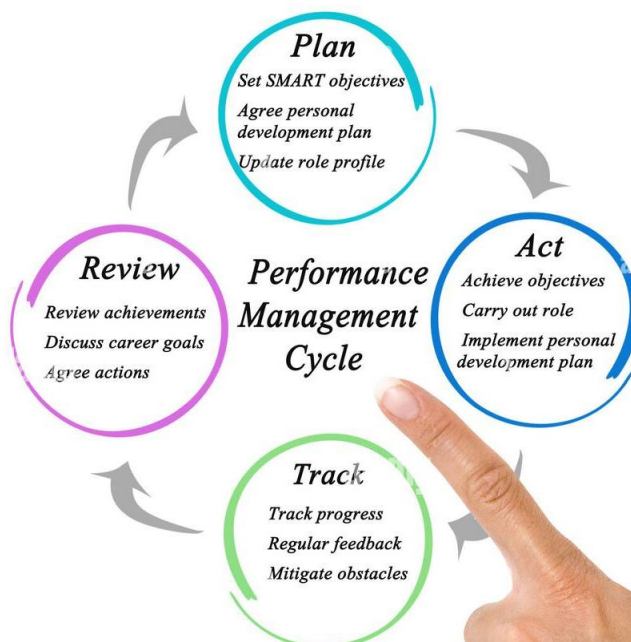 Plan
Set SMART objectives
Agree personal
development plan
Update role profile
Act
Achieve objectives
Carry out role
Implement personal
development plan
Track
Track progress
Regular feedback
Mitigate obstacles
Review
Review achievements
Discuss career goals
Agree actions
Performance
Management
Cycle